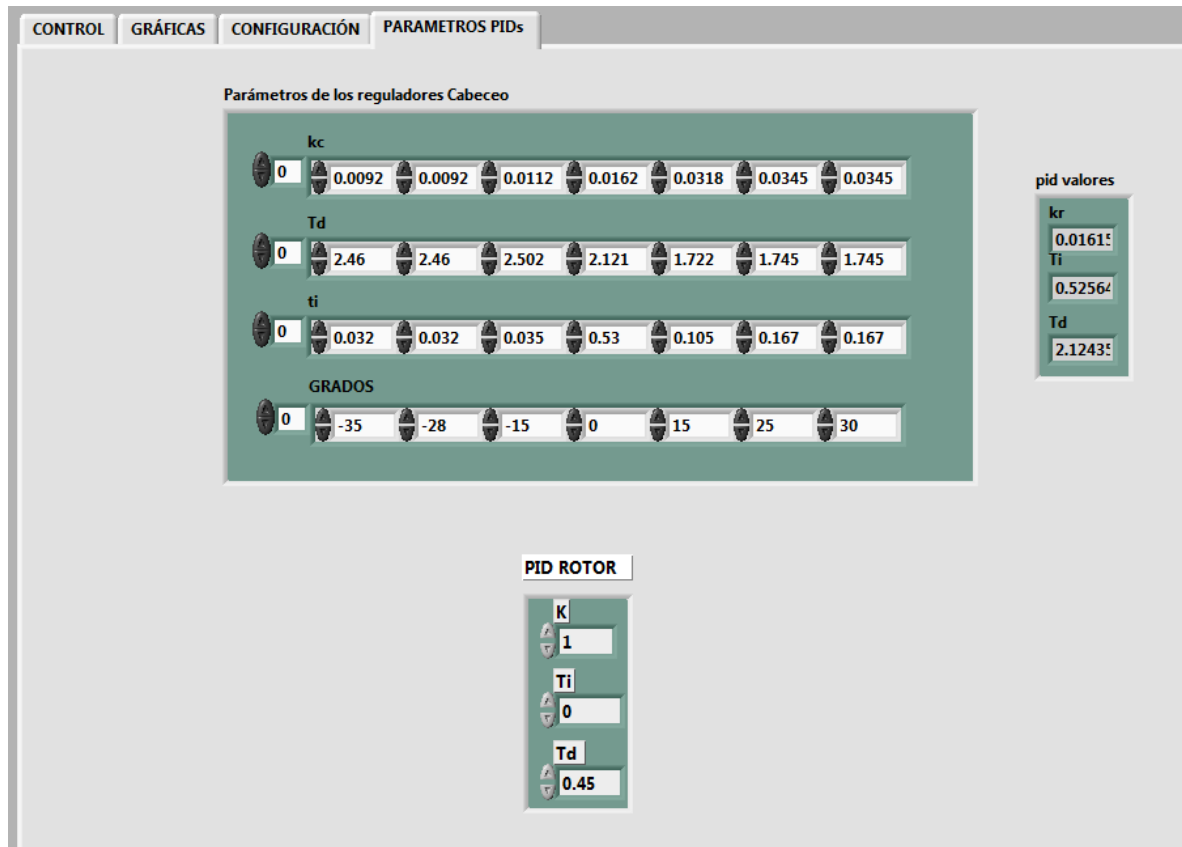 CONTROL GRÁFICAS CONFIGURACIÓN PARAMETROS PIDs
Parámetros de los reguladores Cabeceo
kc
0 0.0092 0.0092 0.0112 0.0162 0.0318 0.0345 0.0345
Td
0 2.46 2.46 2.502 2.121 1.722 1.745 1.745
ti
0 0.032 0.032 0.035 0.53 0.105 0.167 0.167
GRADOS
0 -35 -28 -15 0 15 25 30
pid valores
kr
0.01615
Ti
0.52564
Td
2.12435
PID ROTOR
K
1
Ti
0
Td
0.45